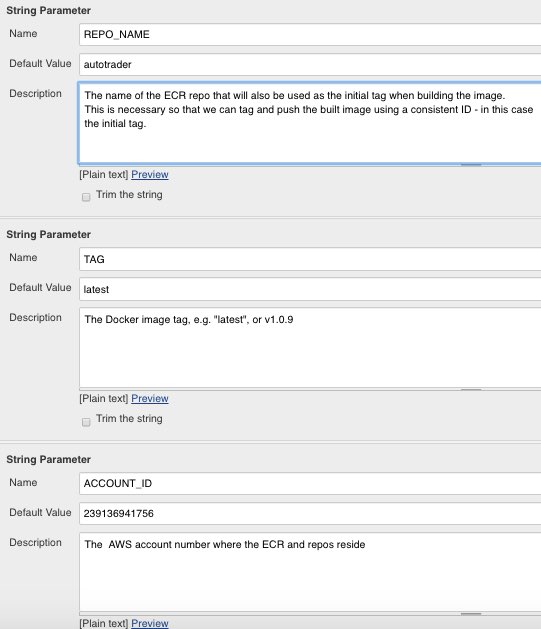 String Parameter
Name REPO_NAME
Default Value autotrader
Description The name of the ECR repo that will also be used as the initial tag when building the image.
This is necessary so that we can tag and push the built image using a consistent ID - in this case
the initial tag.
[Plain text] Preview
Trim the string
String Parameter
Name TAG
Default Value latest
Description The Docker image tag, e.g. "latest", or v1.0.9
[Plain text] Preview
Trim the string
String Parameter
Name ACCOUNT_ID
Default Value 239136941756
Description The  AWS account number where the ECR and repos reside
[Plain text] Preview